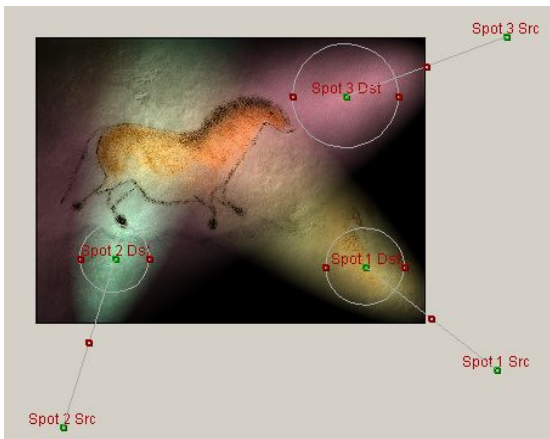 Spot 3 Src
Spot 3 Dst
Spot 2 Dst
Spot 1 Dst
Spot 1 Src
Spot 2 Src